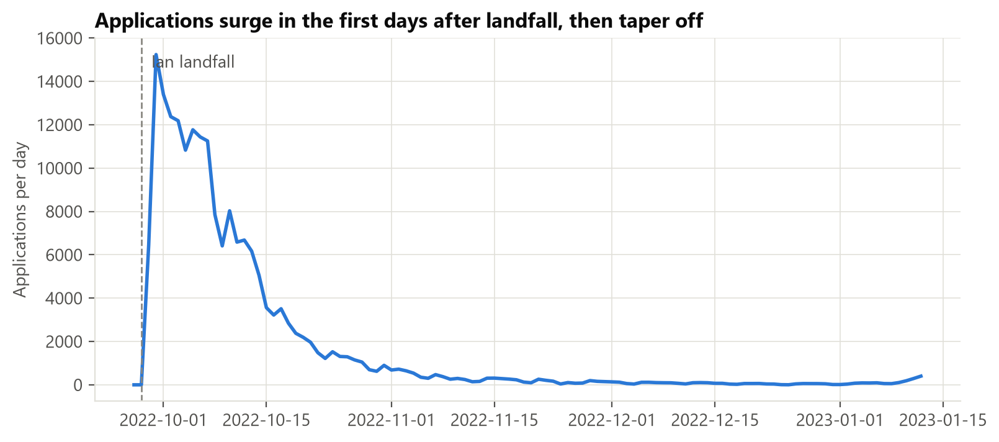 Applications surge in the first days after landfall, then taper off
16000
14000
12000
10000
8000
6000
4000
2000
0
Applications per day
Ian landfall
2022-10-01 2022-10-15 2022-11-01 2022-11-15 2022-12-01 2022-12-15 2023-01-01 2023-01-15